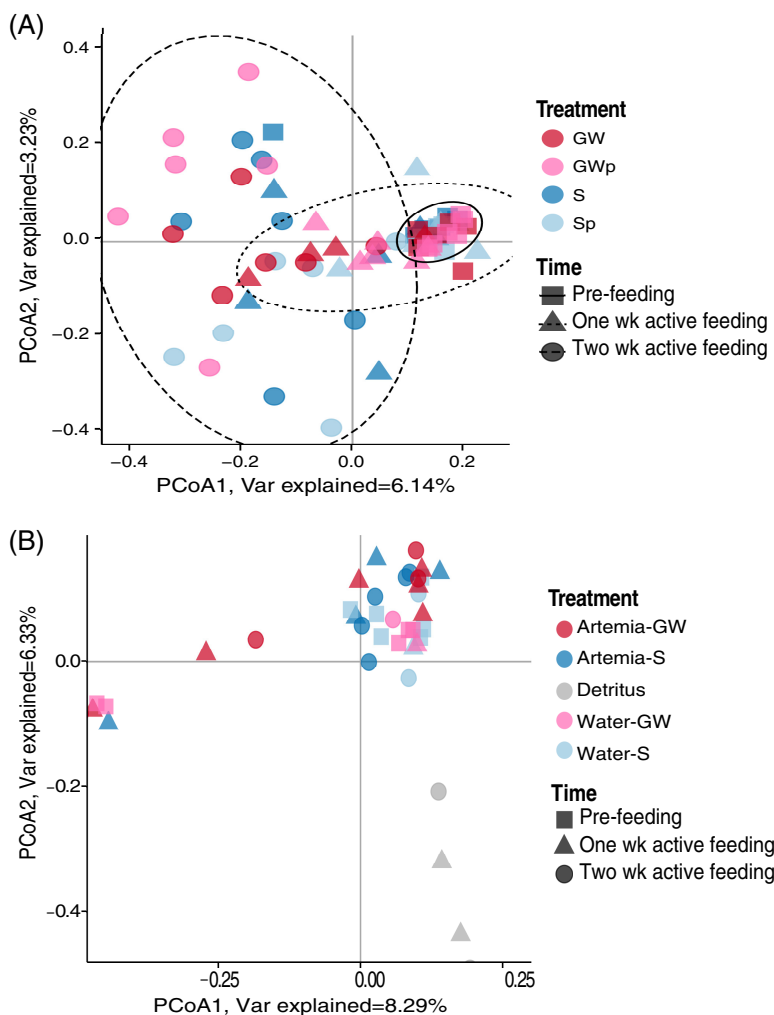 (A)
0.4
0.2
0.0
−0.2
−0.4
PCoA2, Var explained=3.23%
−0.4
−0.2
0.0
0.2
PCoA1, Var explained=6.14%
Treatment
GW
GWp
S
Sp
Time
Pre-feeding
One wk active feeding
Two wk active feeding
(B)
0.0
−0.2
−0.4
PCoA2, Var explained=6.33%
−0.25
0.00
0.25
PCoA1, Var explained=8.29%
Treatment
Artemia-GW
Artemia-S
Detritus
Water-GW
Water-S
Time
Pre-feeding
One wk active feeding
Two wk active feeding